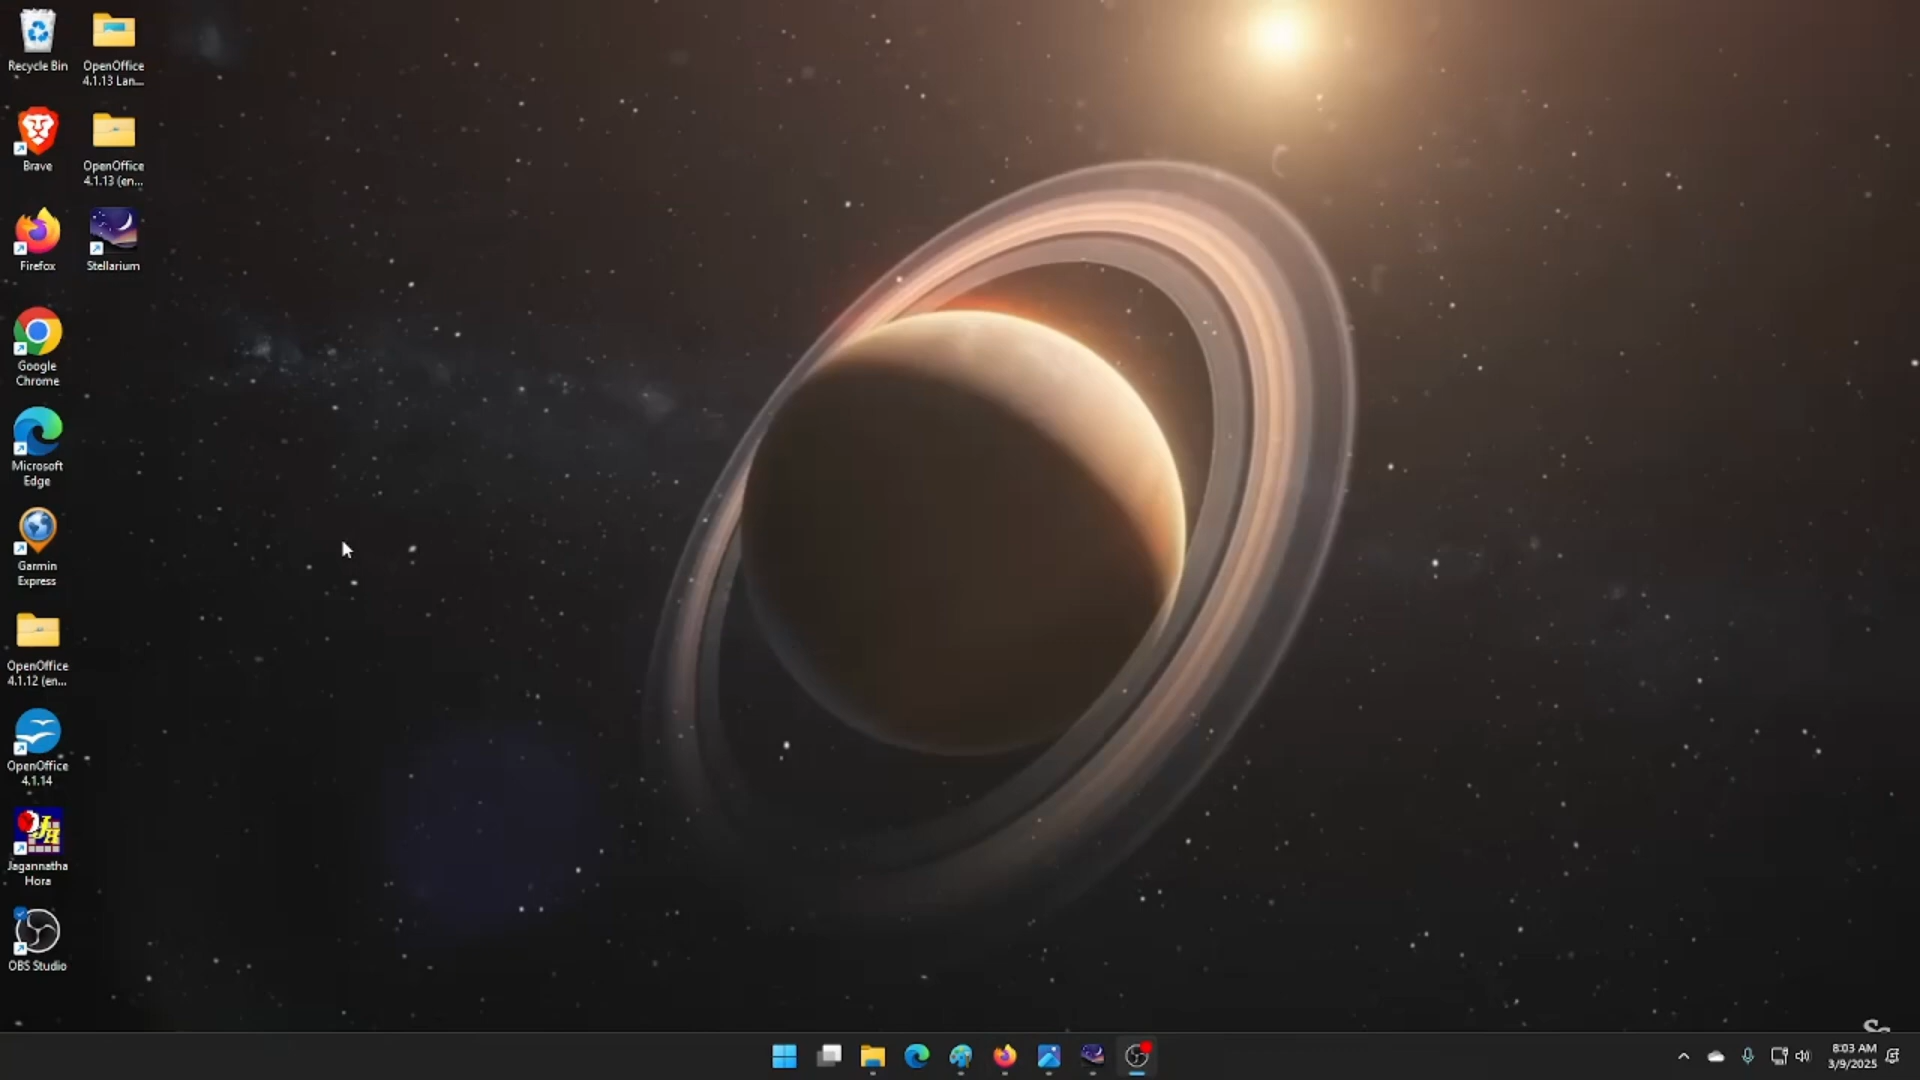 Recycle Bin
OpenOffice
4.1.13 Lan...
Brave
OpenOffice
4.1.13 (en...
Firefox
Stellarium
Google
Chrome
Microsoft
Edge
Garmin
Express
OpenOffice
4.1.12 (en...
OpenOffice
4.1.14
Jagannatha
Hora
OBS Studio
8:03 AM
3/9/2025